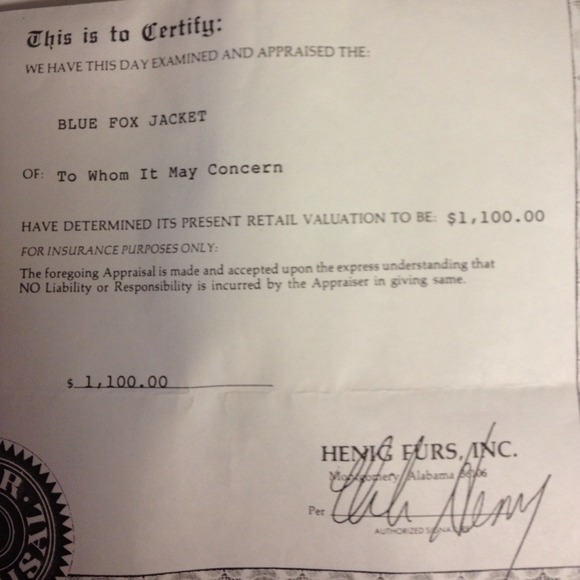 This is to Certify:
WE HAVE THIS DAY EXAMINED AND APPRAISED THE:
BLUE FOX JACKET
OF: To Whom It May Concern
HAVE DETERMINED ITS PRESENT RETAIL VALUATION TO BE: $1,100.00
FOR INSURANCE PURPOSES ONLY:
The foregoing Appraisal is made and accepted upon the express understanding that
NO Liability or Responsibility is incurred by the Appraiser in giving same.
$ 1,100.00
HENIG FURS, INC.
Montgomery, Alabama 36106
Per
AUTHORIZED SIGNATURE